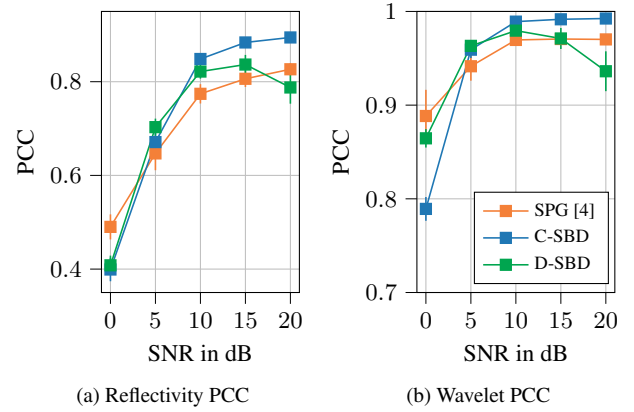 0.8
0.6
0.4
PCC
0 5 10 15 20
SNR in dB
(a) Reflectivity PCC
1
0.9
0.8
0.7
PCC
SPG [4]
C-SBD
D-SBD
0 5 10 15 20
SNR in dB
(b) Wavelet PCC